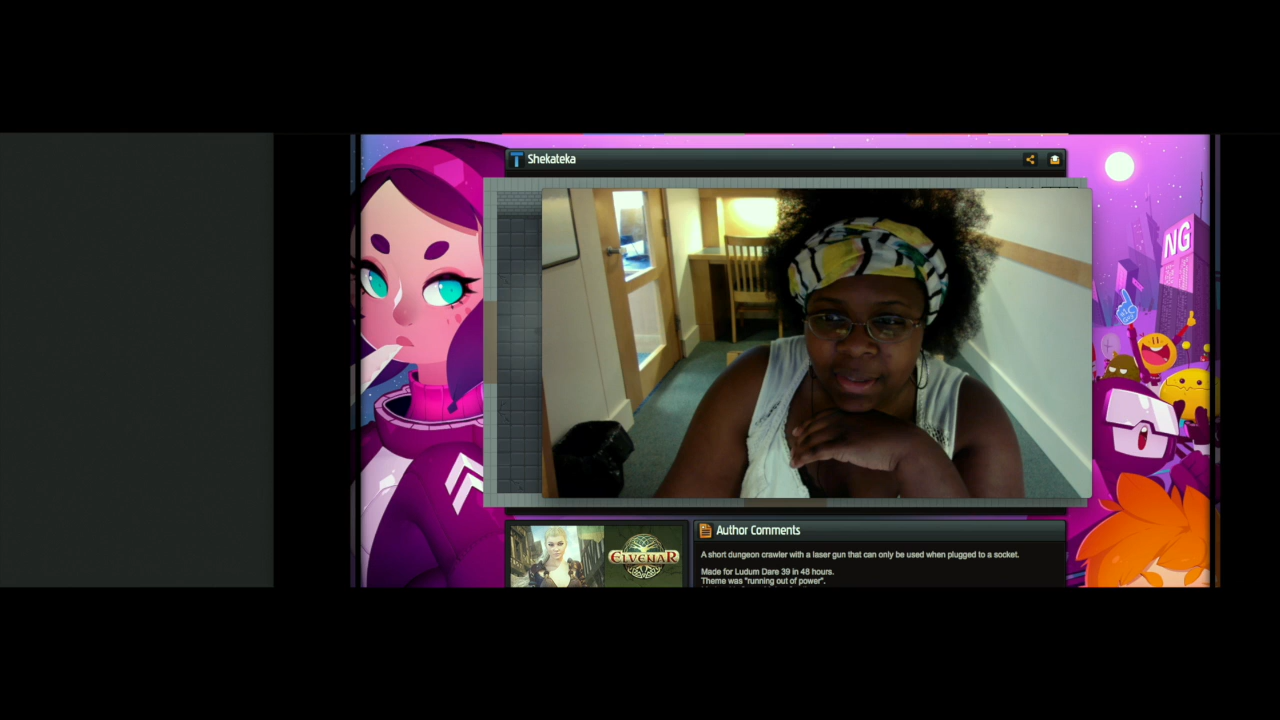 Shekateka
NG
ELVENAR
Author Comments
A short dungeon crawler with a laser gun that can only be used when plugged to a socket.
Made for Ludum Dare 39 in 48 hours.
Theme was "running out of power".